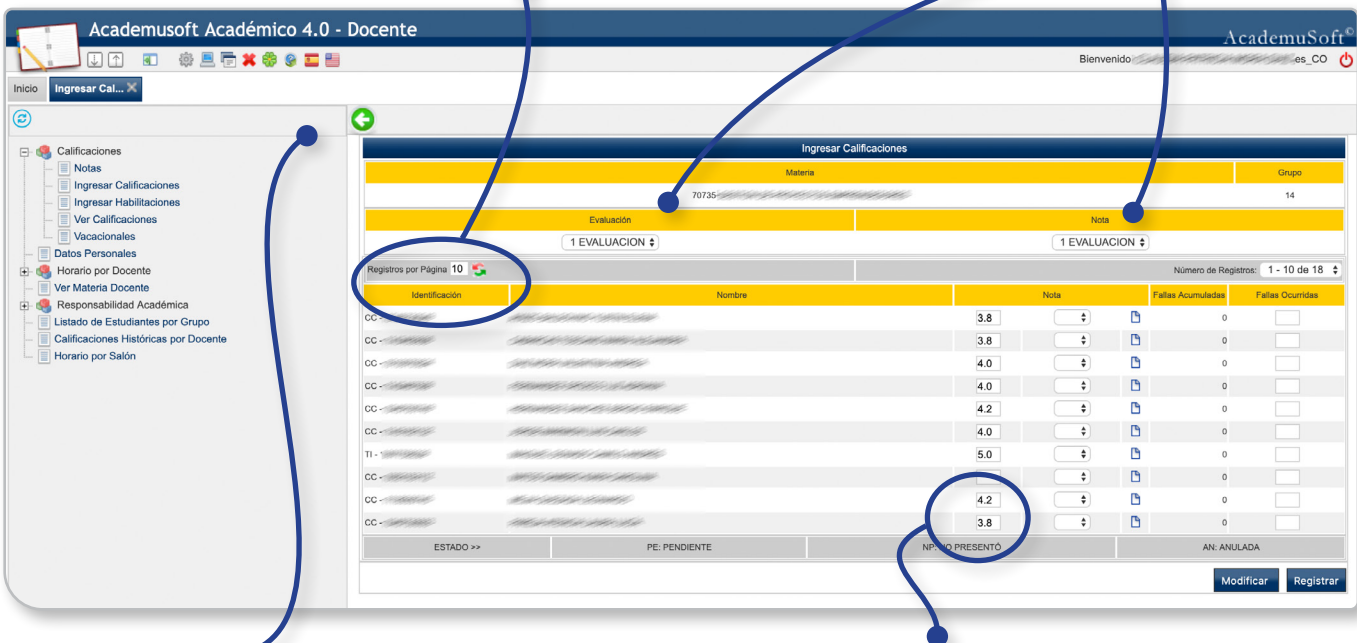 Academusoft Académico 4.0 - Docente
AcademuSoft©
Bienvenido es_CO
Inicio
Ingresar Cal...
Calificaciones
Notas
Ingresar Calificaciones
Ingresar Habilitaciones
Ver Calificaciones
Vacacionales
Datos Personales
Horario por Docente
Ver Materia Docente
Responsabilidad Académica
Listado de Estudiantes por Grupo
Calificaciones Históricas por Docente
Horario por Salón
Ingresar Calificaciones
Materia Grupo
70735- 14
Evaluación Nota
1 EVALUACION 1 EVALUACION
Registros por Página 10 Número de Registros: 1 - 10 de 18
Identificación Nombre Nota Fallas Acumuladas Fallas Ocurridas
CC - 3.8 0
CC - 3.8 0
CC - 4.0 0
CC - 4.0 0
CC - 4.2 0
CC - 4.0 0
TI - 5.0 0
CC - 0
CC - 4.2 0
CC - 3.8 0
ESTADO >> PE: PENDIENTE NP: NO PRESENTÓ AN: ANULADA
Modificar Registrar